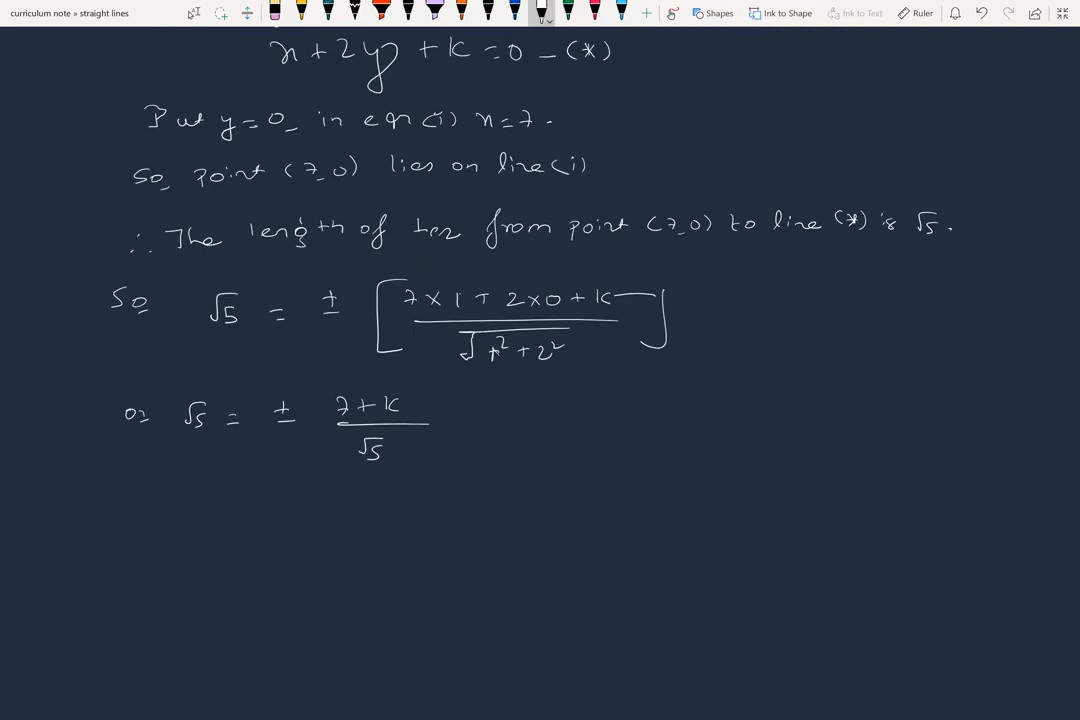 curriculum note » straight lines
Shapes Ink to Shape Ink to Text Ruler
x + 2y + k = 0 - (*)
Put y = 0, in eqn (i) x = 7.
So, point (7, 0) lies on line (i)
∴ The length of from point (7, 0) to line (*) is √5.
So √5 = ± [ (7 × 1 + 2 × 0 + k) / √(1² + 2²) ]
or √5 = ± (7 + k) / √5